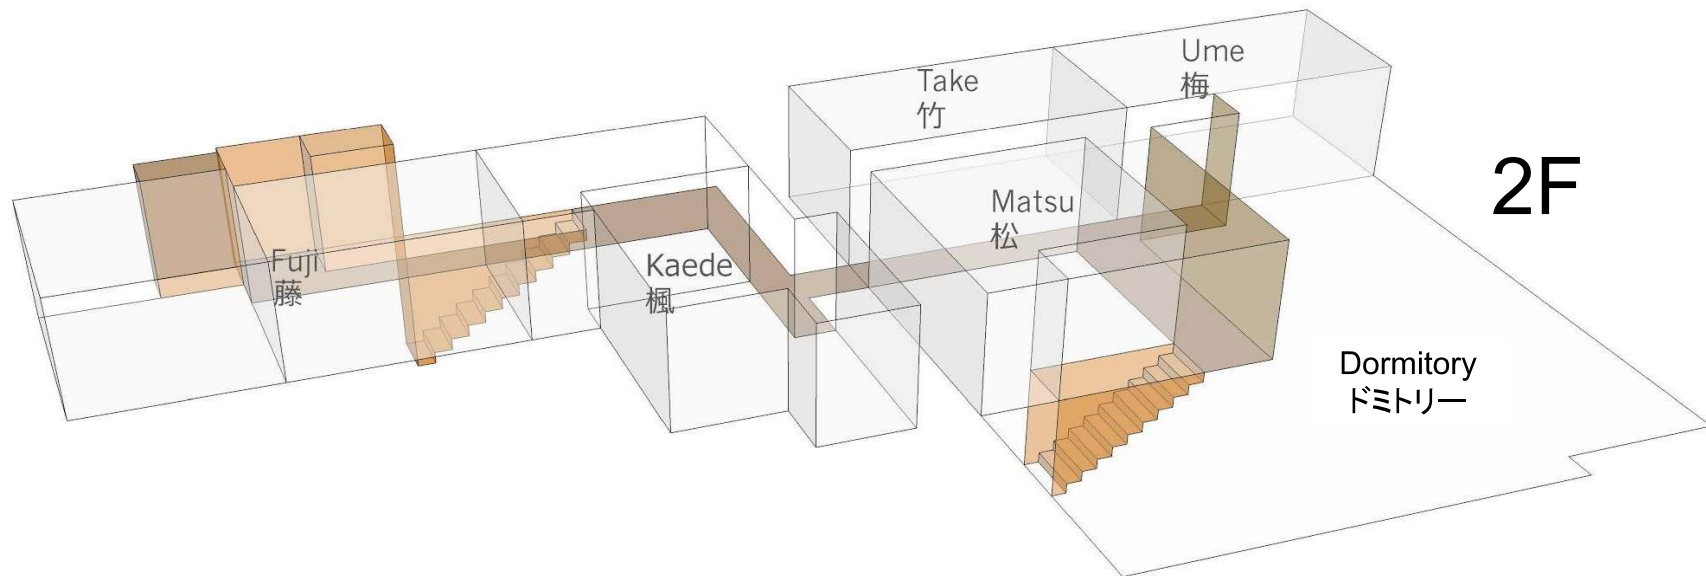 Ume
梅
Take
竹
2F
Matsu
松
Fuji
藤
Kaede
楓
Dormitory
ドミトリー